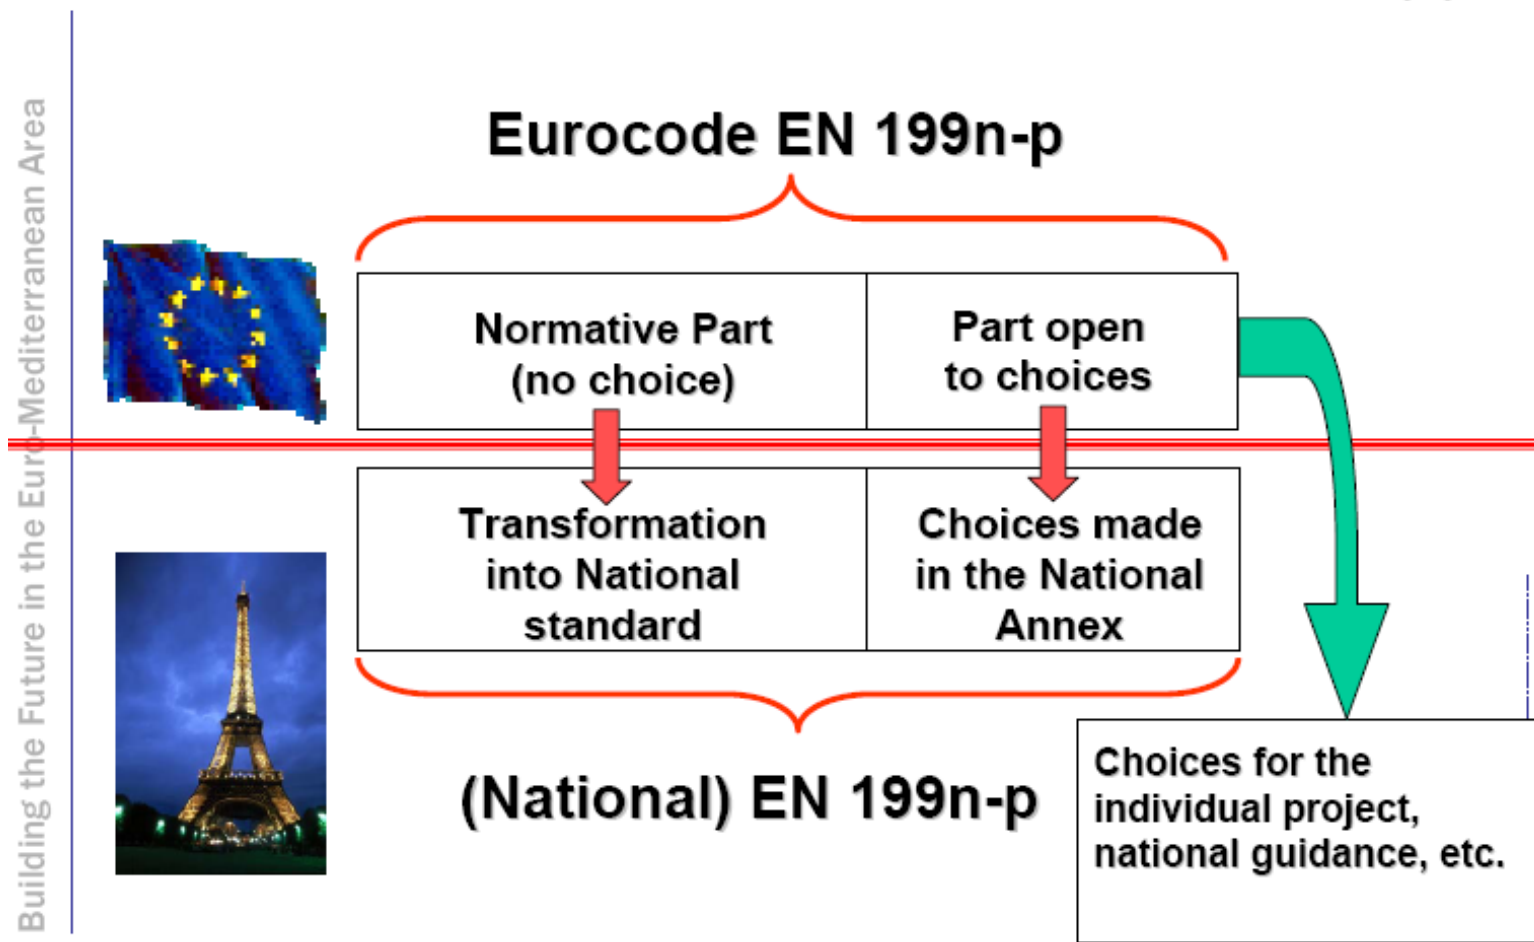 Building the Future in the Euro-Mediterranean Area
Eurocode EN 199n-p
Normative Part
(no choice)
Part open
to choices
Transformation
into National
standard
Choices made
in the National
Annex
(National) EN 199n-p
Choices for the
individual project,
national guidance, etc.